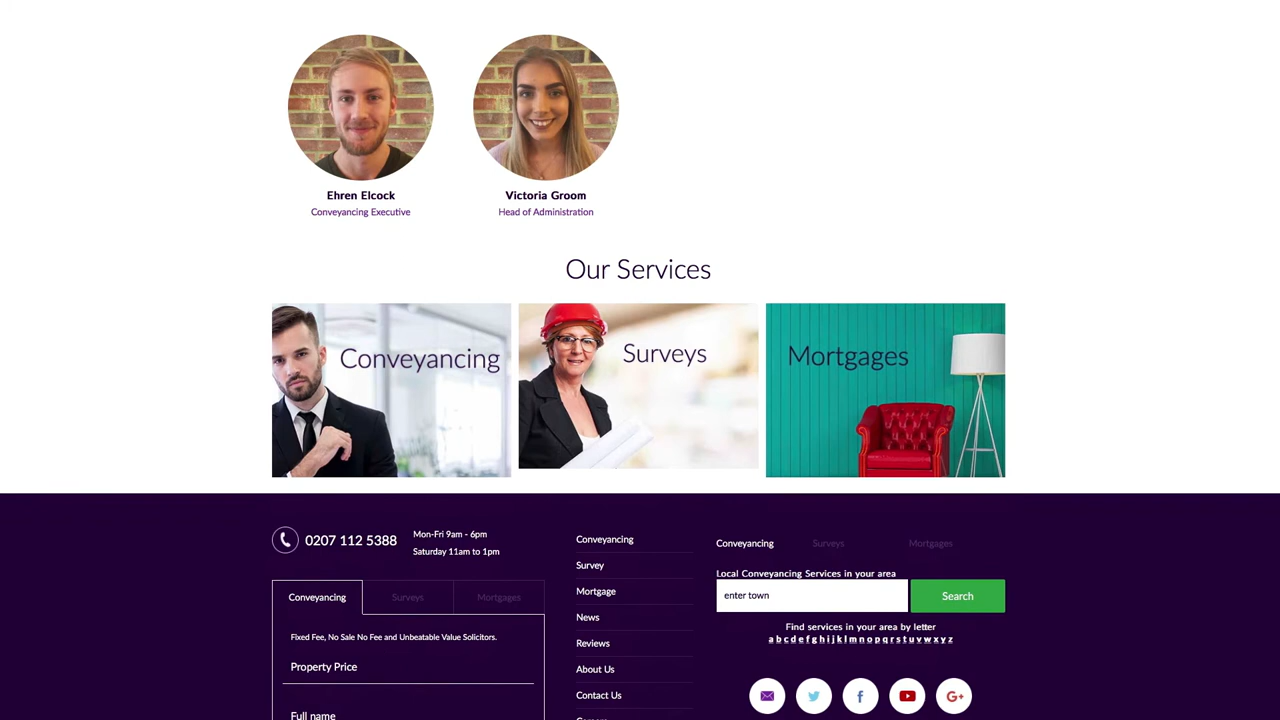 Ehren Elcock
Conveyancing Executive
Victoria Groom
Head of Administration
Our Services
Conveyancing
Surveys
Mortgages
0207 112 5388
Mon-Fri 9am - 6pm
Saturday 11am to 1pm
Conveyancing
Surveys
Mortgages
Fixed Fee, No Sale No Fee and Unbeatable Value Solicitors.
Property Price
Full name
Conveyancing
Survey
Mortgage
News
Reviews
About Us
Contact Us
Conveyancing
Surveys
Mortgages
Local Conveyancing Services in your area
enter town
Search
Find services in your area by letter
a b c d e f g h i j k l m n o p q r s t u v w x y z